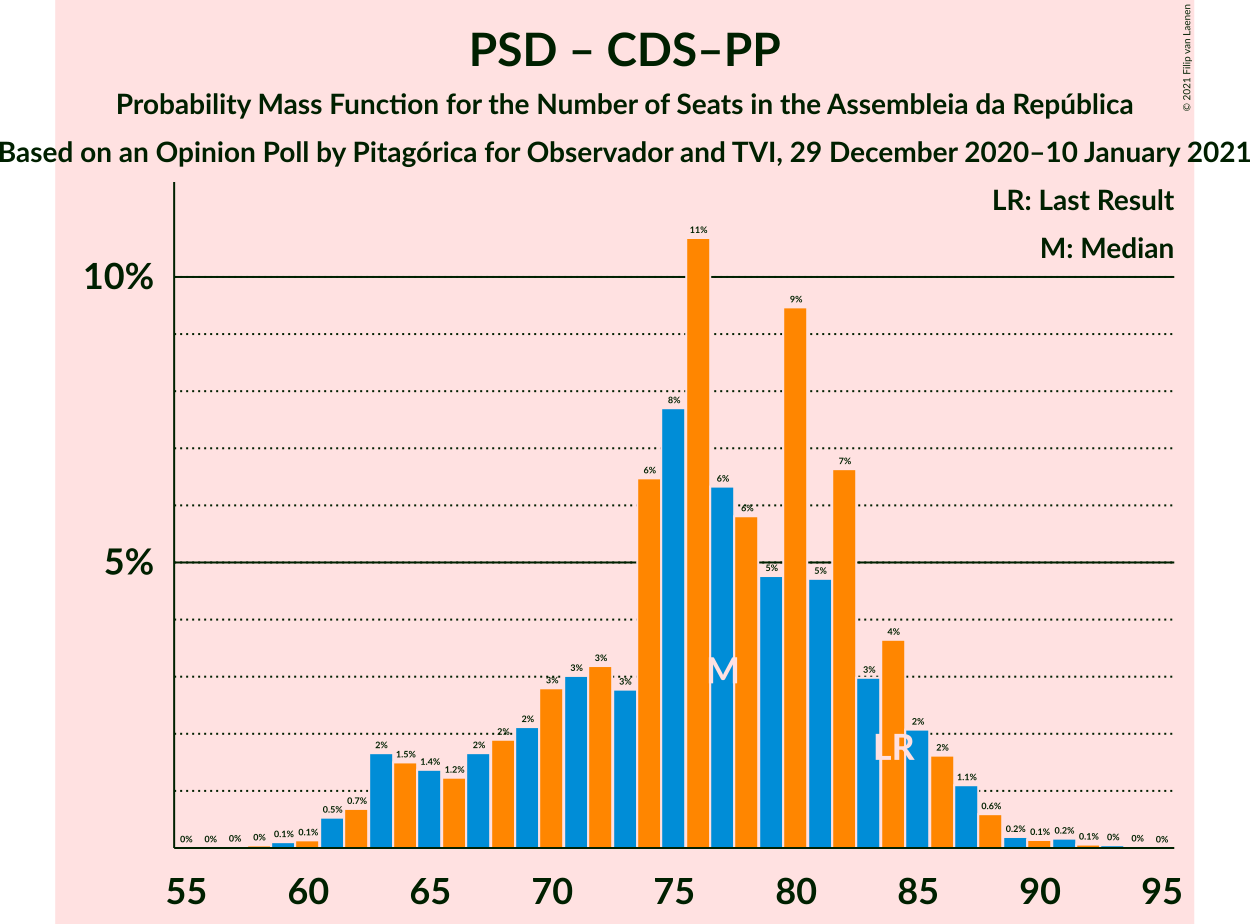 PSD – CDS–PP
Probability Mass Function for the Number of Seats in the Assembleia da República
Based on an Opinion Poll by Pitagórica for Observador and TVI, 29 December 2020–10 January 2021
© 2021 Filip van Laenen
LR: Last Result
M: Median
10%
5%
0% 0% 0% 0% 0.1% 0.1% 0.5% 0.7% 2% 1.5% 1.4% 1.2% 2% 2% 2% 3% 3% 3% 3% 6% 8% 11% 6% 6% 5% 9% 5% 7% 3% 4% 2% 2% 1.1% 0.6% 0.2% 0.1% 0.2% 0.1% 0% 0% 0%
M
LR
55 60 65 70 75 80 85 90 95